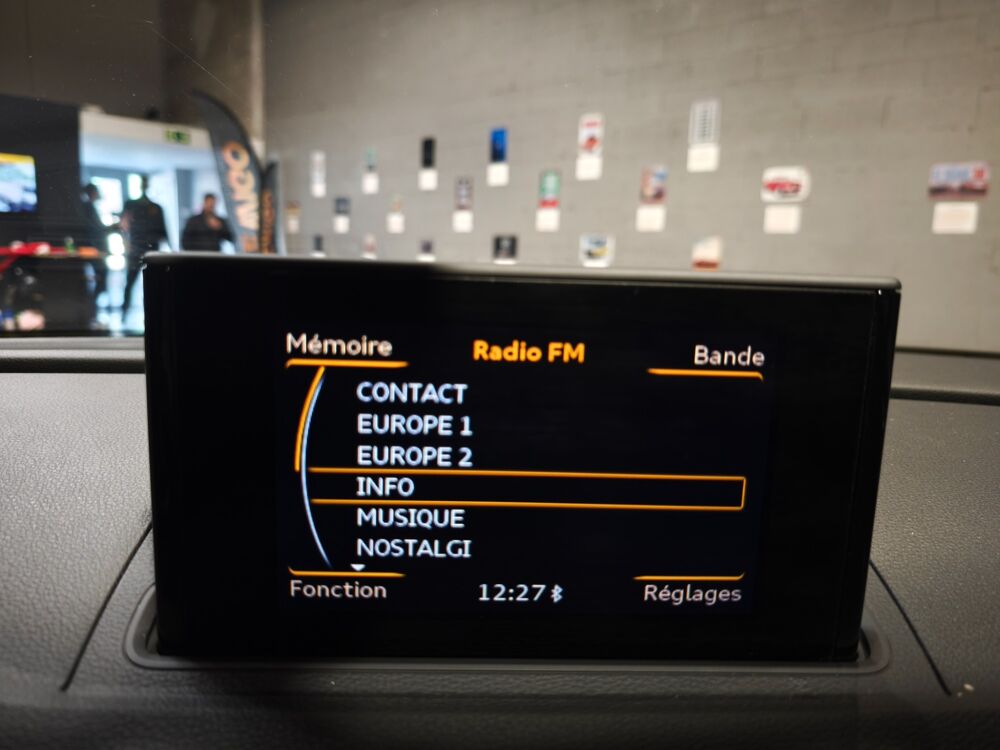 Mémoire
Radio FM
Bande
CONTACT
EUROPE 1
EUROPE 2
INFO
MUSIQUE
NOSTALGI
Fonction
12:27
Réglages